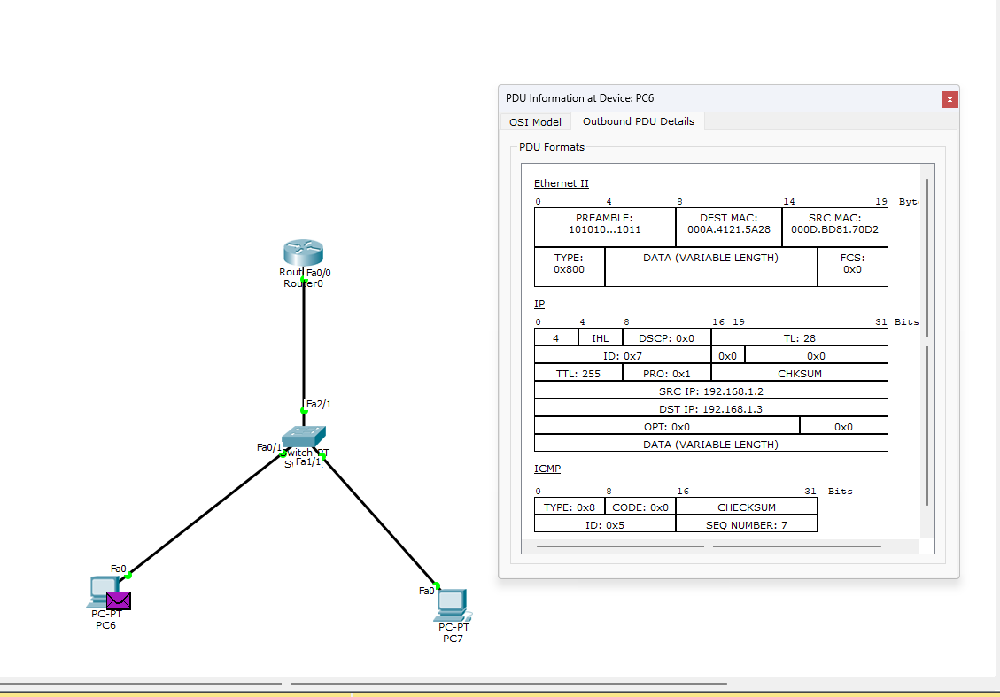 PDU Information at Device: PC6
x
OSI Model Outbound PDU Details
PDU Formats
Ethernet II
0 4 8 14 19 Byte
PREAMBLE: DEST MAC: SRC MAC:
101010...1011 000A.4121.5A28 000D.BD81.70D2
TYPE: DATA (VARIABLE LENGTH) FCS:
0x800 0x0
IP
0 4 8 16 19 31 Bits
4 IHL DSCP: 0x0 TL: 28
ID: 0x7 0x0 0x0
TTL: 255 PRO: 0x1 CHKSUM
SRC IP: 192.168.1.2
DST IP: 192.168.1.3
OPT: 0x0 0x0
DATA (VARIABLE LENGTH)
ICMP
0 8 16 31 Bits
TYPE: 0x8 CODE: 0x0 CHECKSUM
ID: 0x5 SEQ NUMBER: 7
Fa0/0
Router0
Fa2/1
Fa0/1
Fa1/1
Fa0
PC-PT
PC6
Fa0
PC-PT
PC7